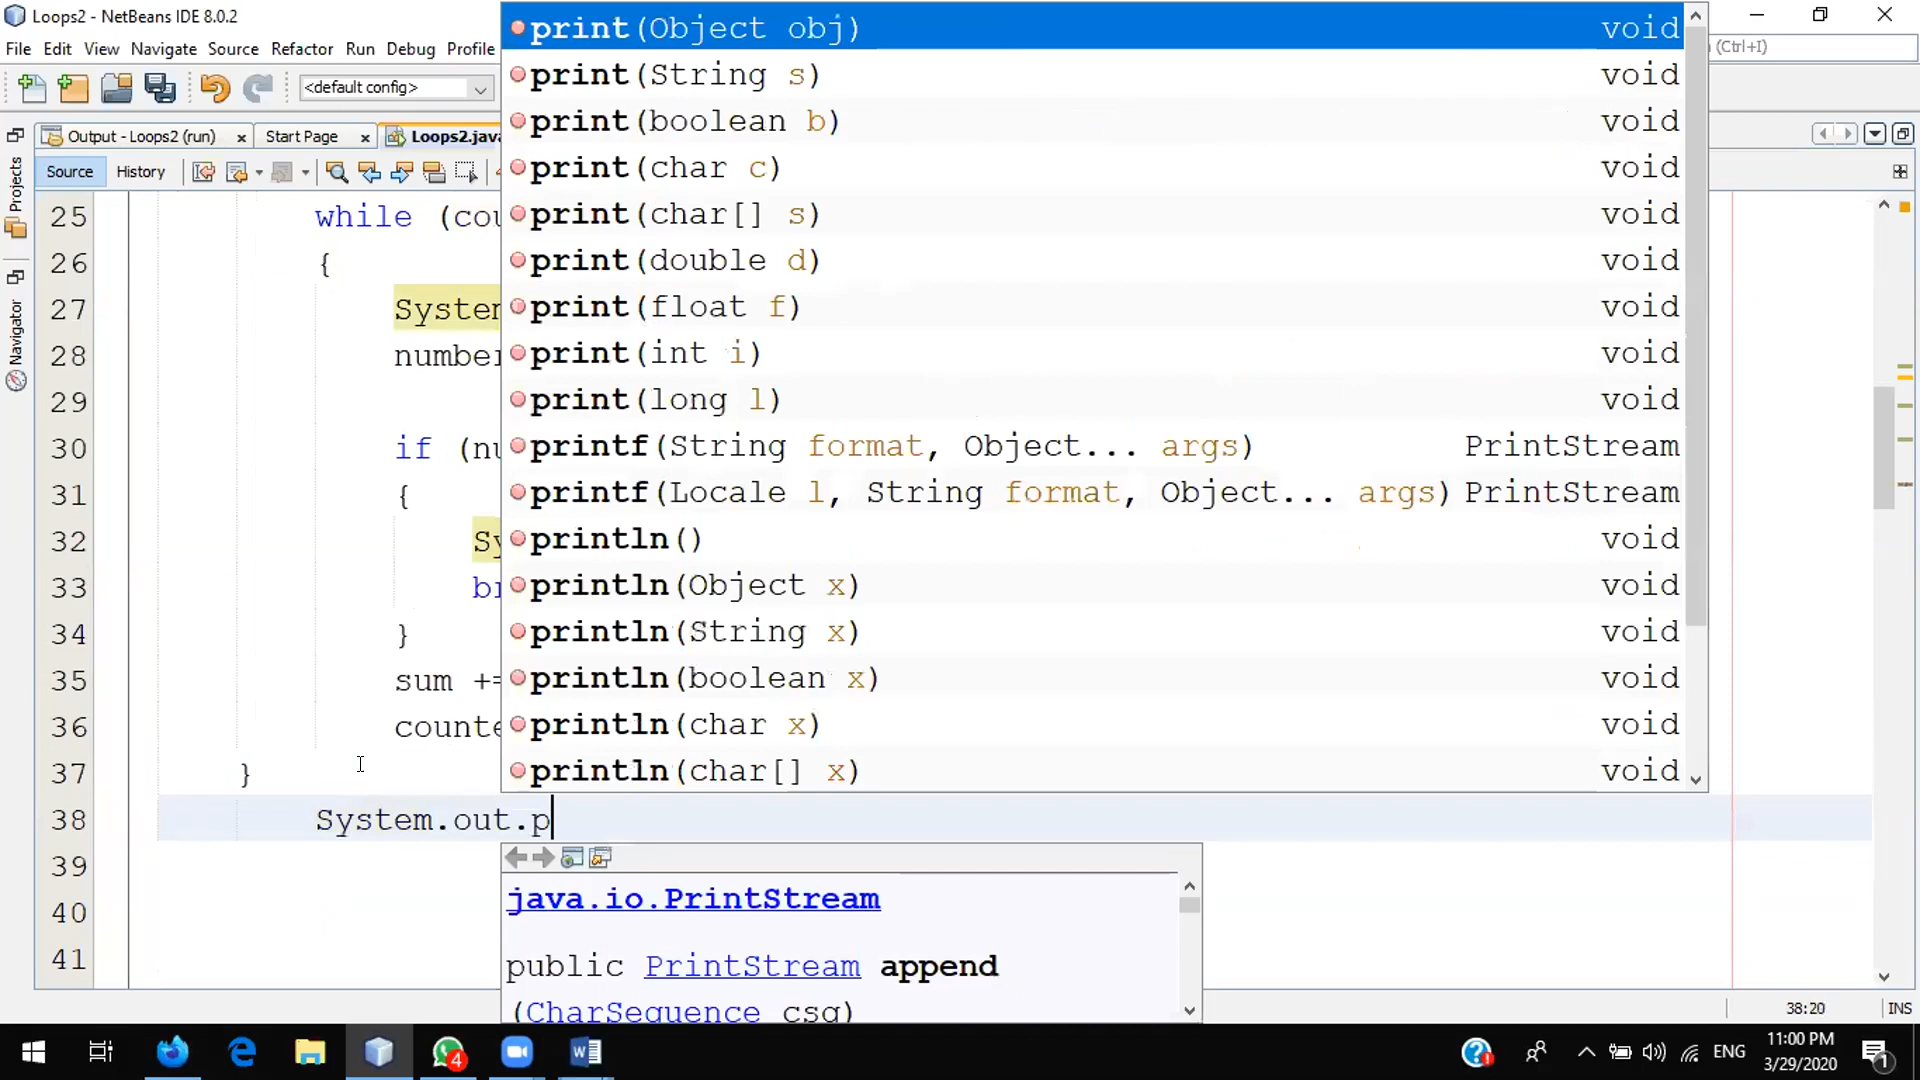 Loops2 - NetBeans IDE 8.0.2
File Edit View Navigate Source Refactor Run Debug Profile
(Ctrl+I)
<default config>
Output - Loops2 (run) Start Page Loops2.java
Source History
Projects
Navigator
print(Object obj) void
print(String s) void
print(boolean b) void
print(char c) void
print(char[] s) void
print(double d) void
print(float f) void
print(int i) void
print(long l) void
printf(String format, Object... args) PrintStream
printf(Locale l, String format, Object... args) PrintStream
println() void
println(Object x) void
println(String x) void
println(boolean x) void
println(char x) void
println(char[] x) void
25 while (cou
26 {
27 System
28 number
29
30 if (nu
31 {
32 Sy
33 br
34 }
35 sum +=
36 counte
37 }
38 System.out.p
39
40
41
java.io.PrintStream
public PrintStream append
(CharSequence csq)
38:20 INS
4
ENG
11:00 PM
3/29/2020
1